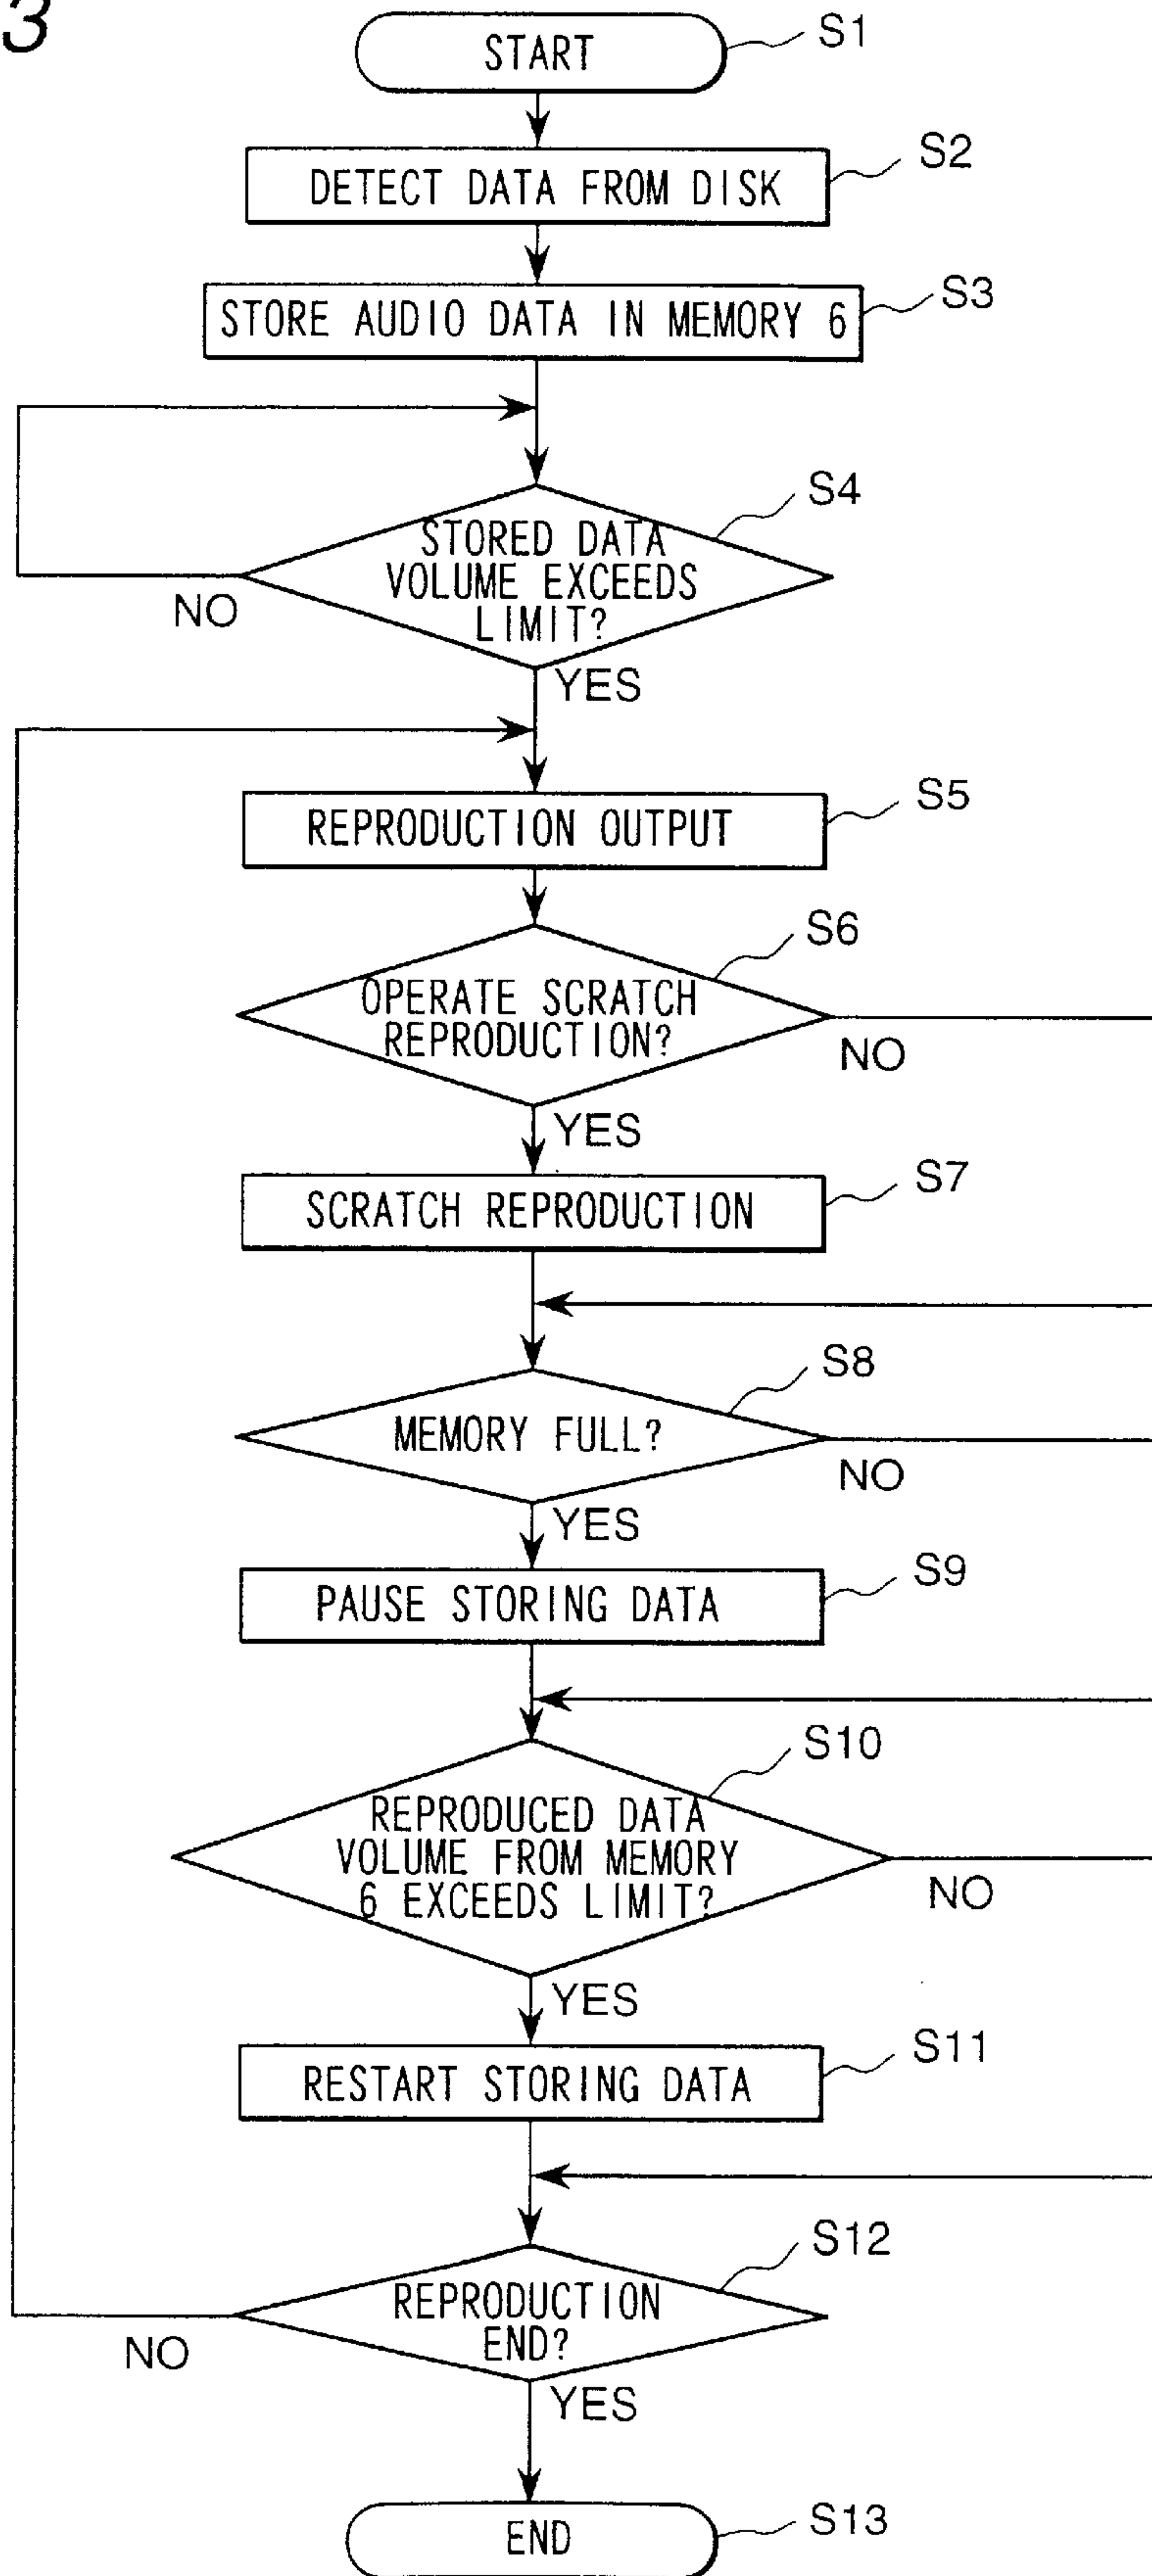 3
START
S1
DETECT DATA FROM DISK
S2
STORE AUDIO DATA IN MEMORY 6
S3
S4
STORED DATA
VOLUME EXCEEDS
LIMIT?
NO
YES
REPRODUCTION OUTPUT
S5
S6
OPERATE SCRATCH
REPRODUCTION?
NO
YES
SCRATCH REPRODUCTION
S7
S8
MEMORY FULL?
NO
YES
PAUSE STORING DATA
S9
S10
REPRODUCED DATA
VOLUME FROM MEMORY
6 EXCEEDS LIMIT?
NO
YES
RESTART STORING DATA
S11
S12
REPRODUCTION
END?
NO
YES
END
S13